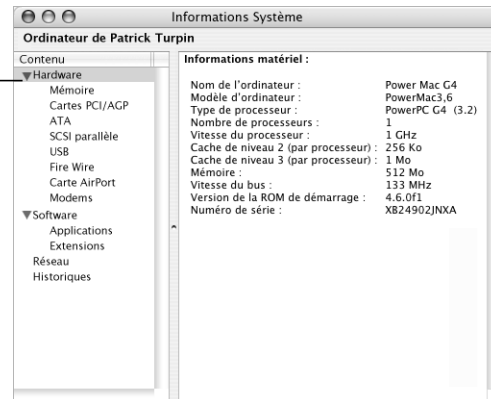 Informations Système
Ordinateur de Patrick Turpin
Contenu
Hardware
Mémoire
Cartes PCI/AGP
ATA
SCSI parallèle
USB
Fire Wire
Carte AirPort
Modems
Software
Applications
Extensions
Réseau
Historiques
Informations matériel :
Nom de l'ordinateur : Power Mac G4
Modèle d'ordinateur : PowerMac3,6
Type de processeur : PowerPC G4 (3.2)
Nombre de processeurs : 1
Vitesse du processeur : 1 GHz
Cache de niveau 2 (par processeur) : 256 Ko
Cache de niveau 3 (par processeur) : 1 Mo
Mémoire : 512 Mo
Vitesse du bus : 133 MHz
Version de la ROM de démarrage : 4.6.0f1
Numéro de série : XB24902JNXA